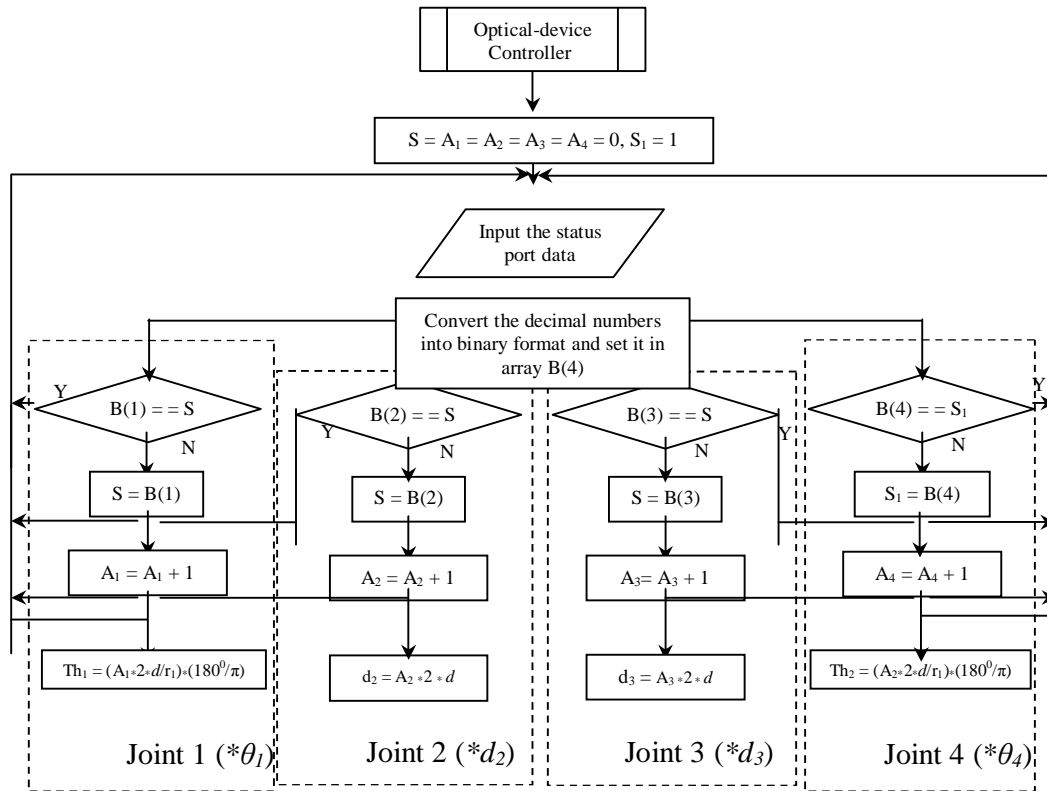 Optical-device
Controller
S = A₁ = A₂ = A₃ = A₄ = 0, S₁ = 1
Input the status
port data
Convert the decimal numbers
into binary format and set it in
array B(4)
Y
B(1) = = S
N
S = B(1)
A₁ = A₁ + 1
Th₁ = (A₁*2*d/r₁)*(180⁰/π)
Joint 1 (*θ₁)
B(2) = = S
Y
N
S = B(2)
A₂ = A₂ + 1
d₂ = A₂ * 2 * d
Joint 2 (*d₂)
B(3) = = S
Y
N
S = B(3)
A₃= A₃ + 1
d₃ = A₃ * 2 * d
Joint 3 (*d₃)
Y
B(4) = = S₁
N
S₁ = B(4)
A₄ = A₄ + 1
Th₂ = (A₂*2*d/r₁)*(180⁰/π)
Joint 4 (*θ₄)